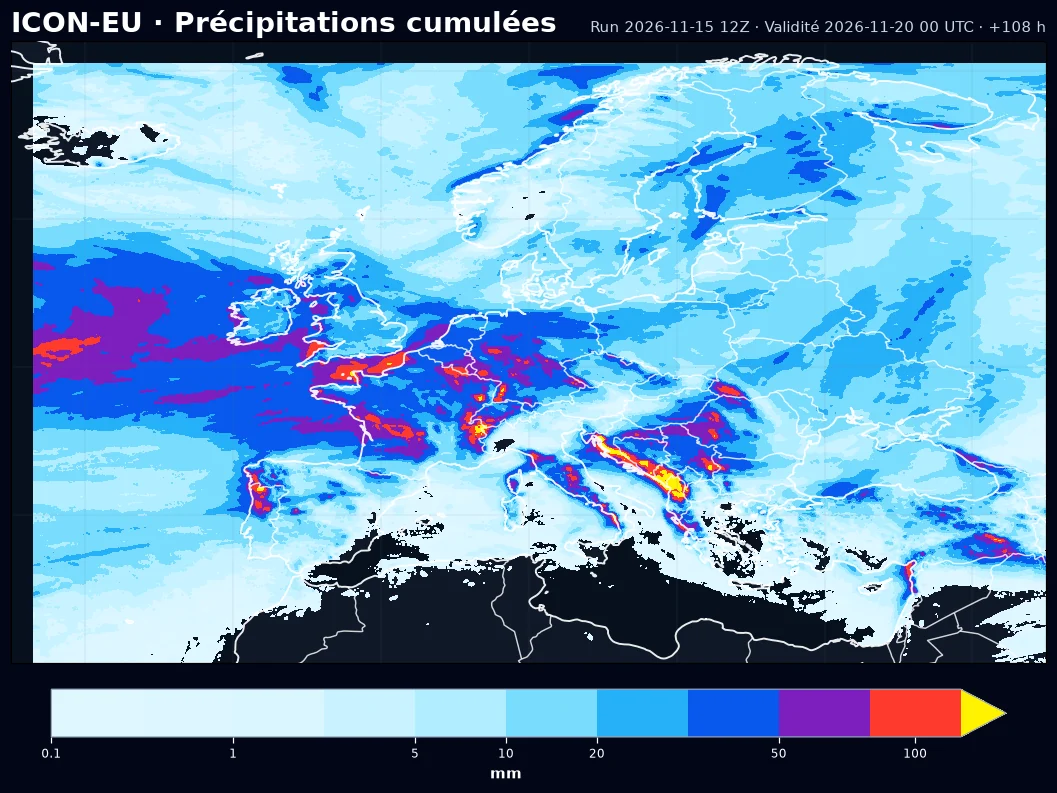 ICON-EU · Précipitations cumulées
Run 2026-11-15 12Z · Validité 2026-11-20 00 UTC · +108 h
0.1 1 5 10 20 50 100
mm